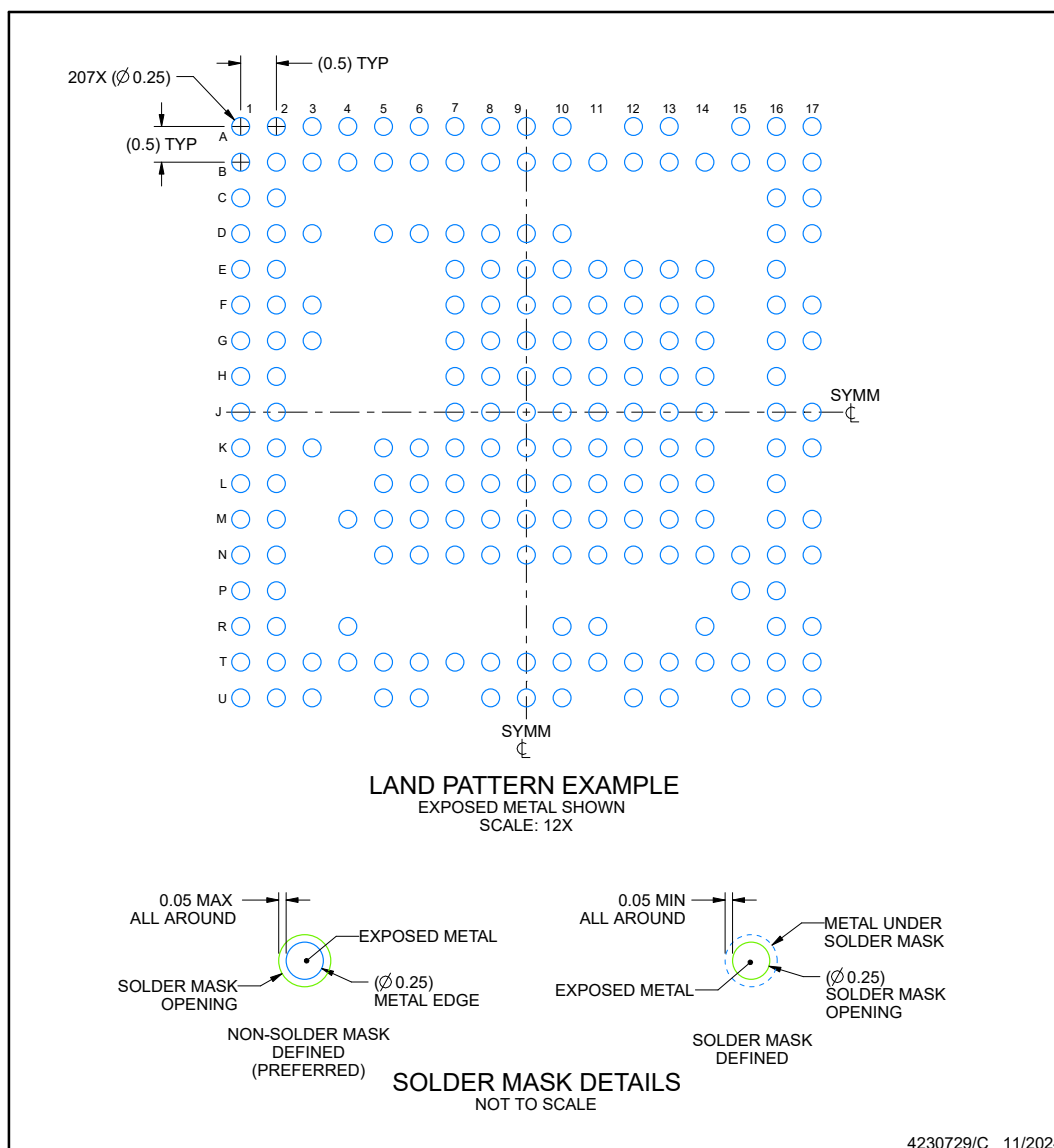 (0.5) TYP
207X (∅ 0.25)
1 2 3 4 5 6 7 8 9 10 11 12 13 14 15 16 17
A
(0.5) TYP
B
C
D
E
F
G
H
SYMM
J
K
L
M
N
P
R
T
U
SYMM
LAND PATTERN EXAMPLE
EXPOSED METAL SHOWN
SCALE: 12X
0.05 MAX
ALL AROUND
EXPOSED METAL
SOLDER MASK
OPENING
(∅ 0.25)
METAL EDGE
NON-SOLDER MASK
DEFINED
(PREFERRED)
0.05 MIN
ALL AROUND
METAL UNDER
SOLDER MASK
EXPOSED METAL
(∅ 0.25)
SOLDER MASK
OPENING
SOLDER MASK
DEFINED
SOLDER MASK DETAILS
NOT TO SCALE
4230729/C